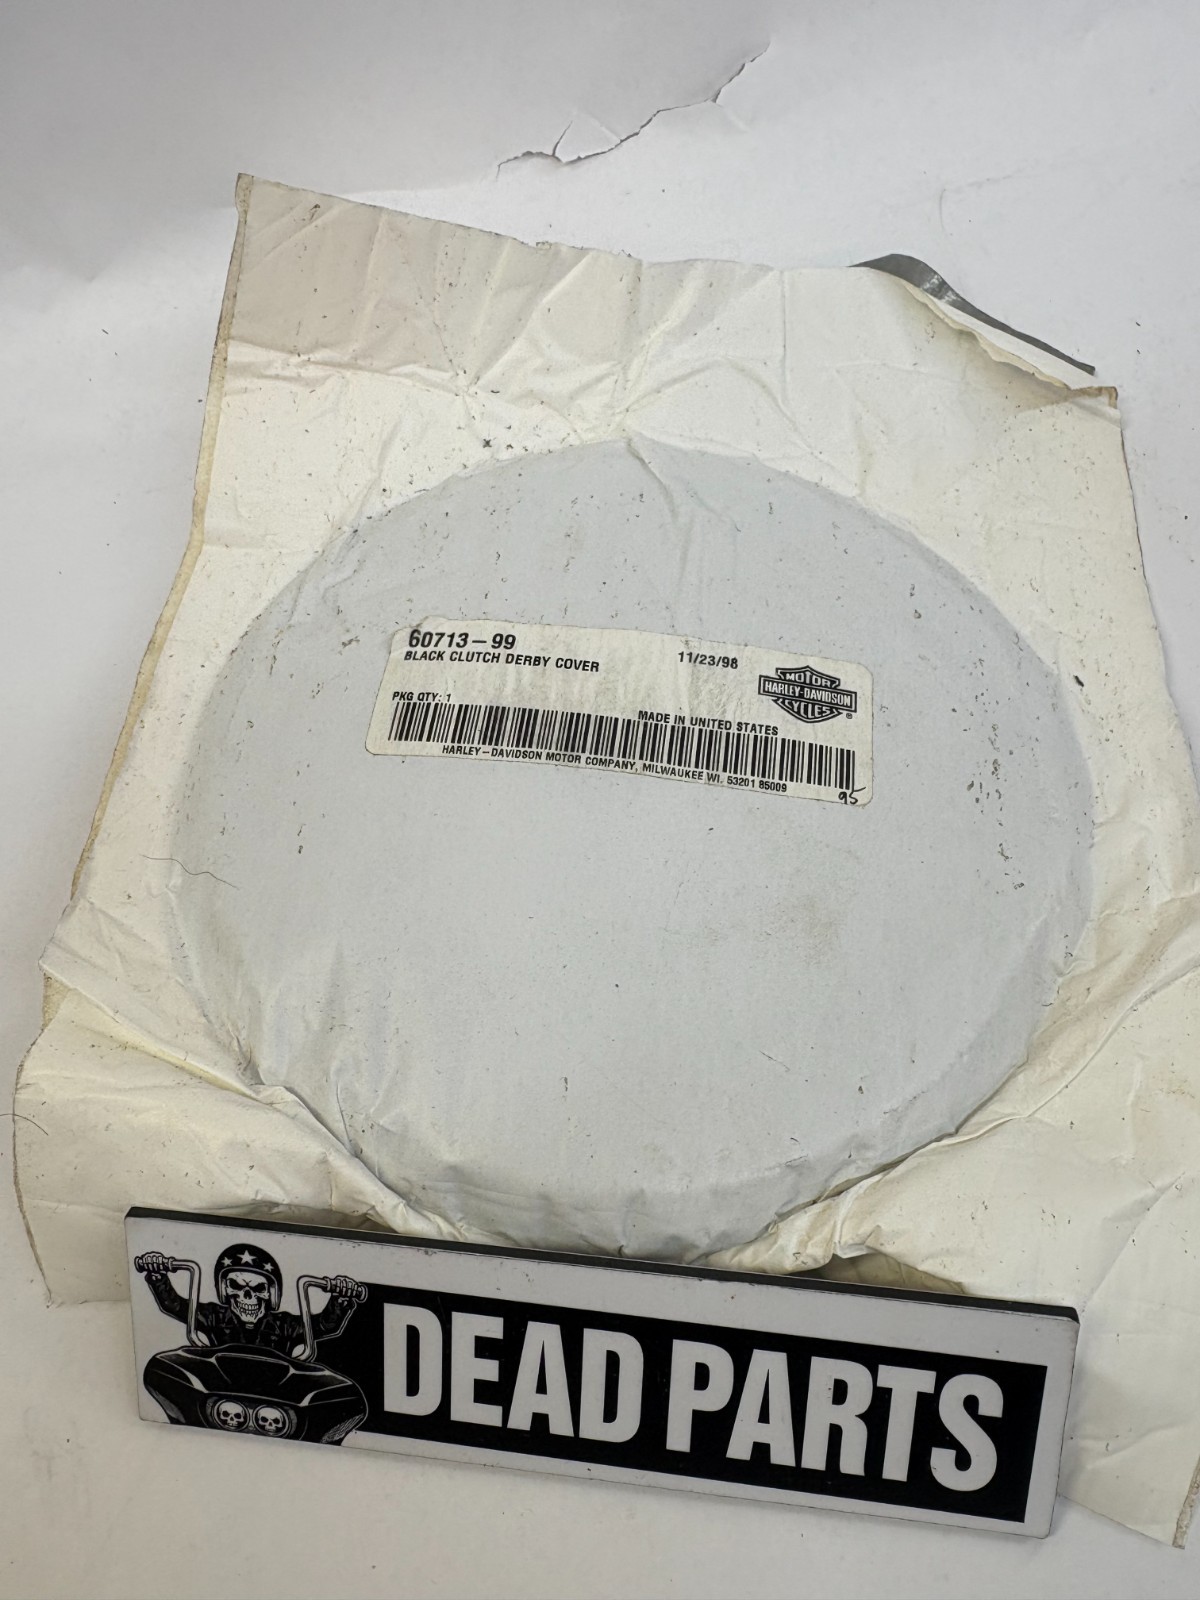 60713-99
BLACK CLUTCH DERBY COVER
11/23/98
MOTOR
HARLEY-DAVIDSON
CYCLES
®
PKG QTY: 1
MADE IN UNITED STATES
HARLEY-DAVIDSON MOTOR COMPANY, MILWAUKEE WI. 53201 85009
95
DEAD PARTS